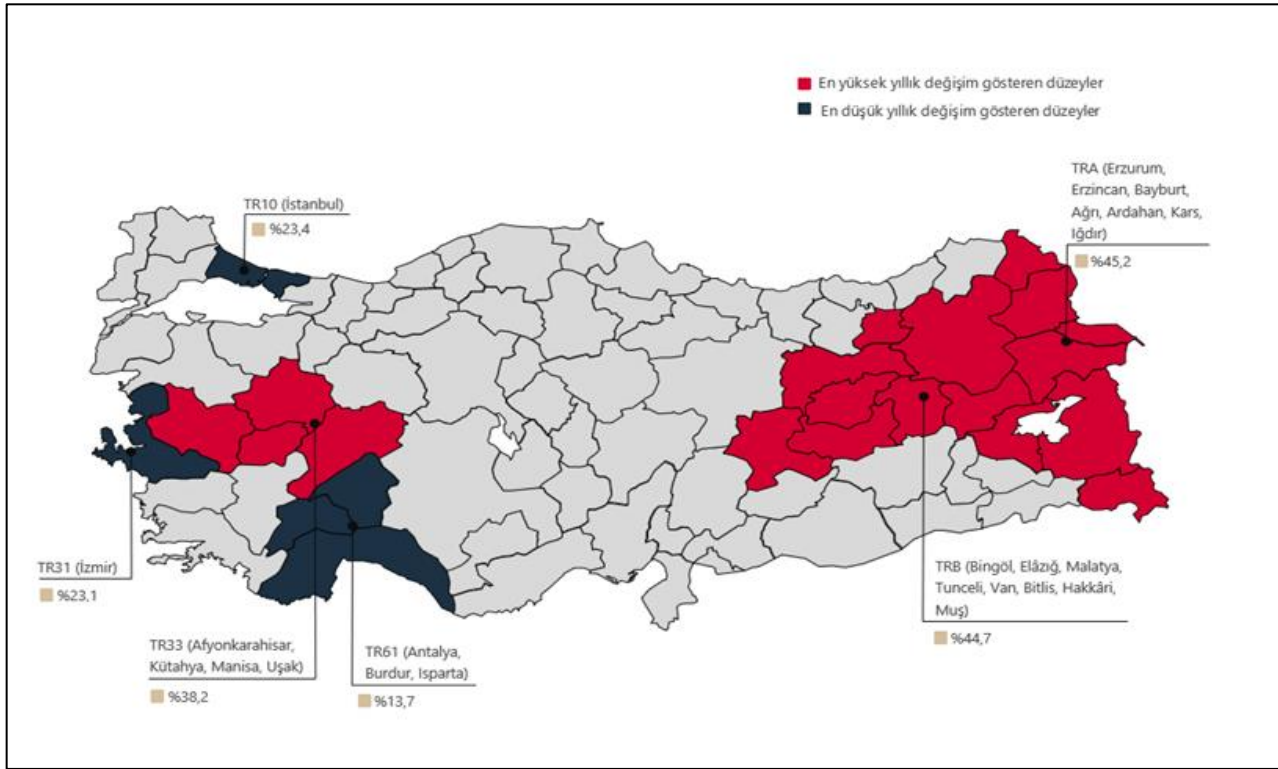 En yüksek yıllık değişim gösteren düzeyler
En düşük yıllık değişim gösteren düzeyler
TRA (Erzurum,
Erzincan, Bayburt,
Ağrı, Ardahan, Kars,
Iğdır)
%45,2
TR10 (İstanbul)
%23,4
TR31 (İzmir)
%23,1
TR33 (Afyonkarahisar,
Kütahya, Manisa, Uşak)
%38,2
TR61 (Antalya,
Burdur, Isparta)
%13,7
TRB (Bingöl, Elâzığ, Malatya,
Tunceli, Van, Bitlis, Hakkâri,
Muş)
%44,7